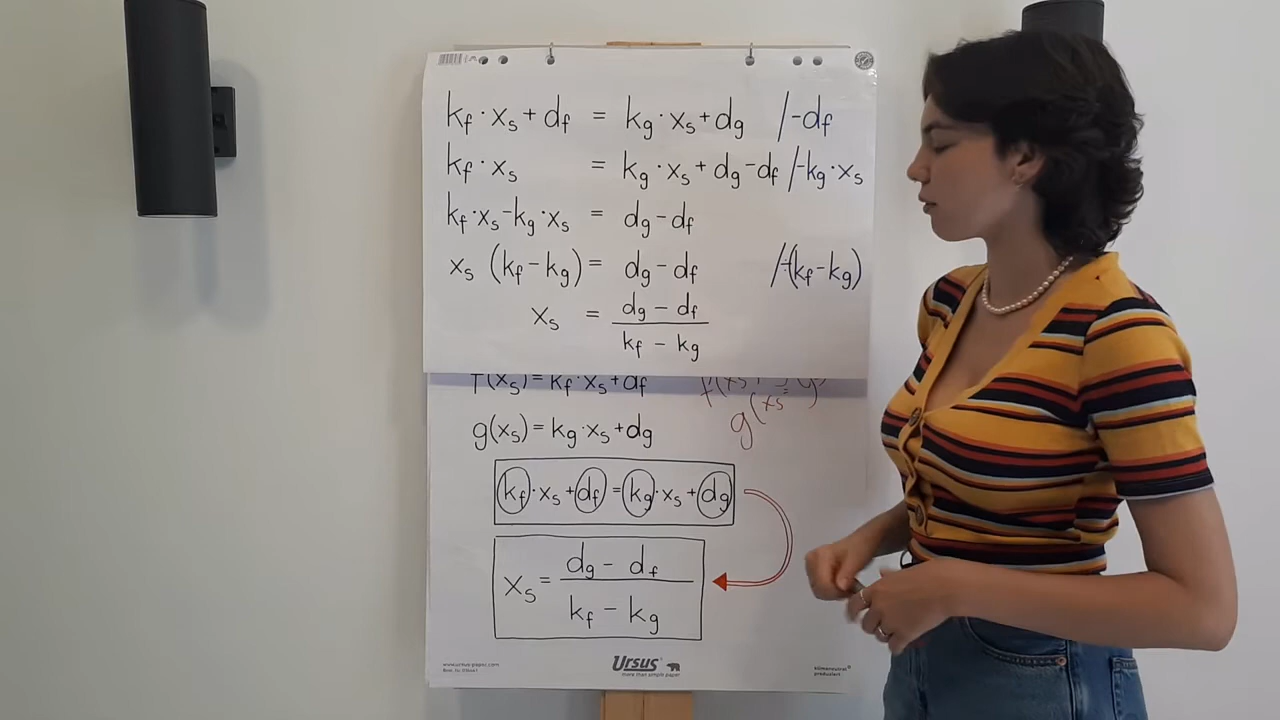 kf · xs + df = kg · xs + dg /-df
kf · xs = kg · xs + dg - df /-kg · xs
kf · xs - kg · xs = dg - df
xs (kf - kg) = dg - df /÷(kf - kg)
xs = dg - df / kf - kg
f(xs) = kf · xs + df
g(xs) = kg · xs + dg
g(xs
kf · xs + df = kg · xs + dg
xs = dg - df / kf - kg
www.ursus-paper.com
Ursus®
more than simple paper
klimaneutral
produziert